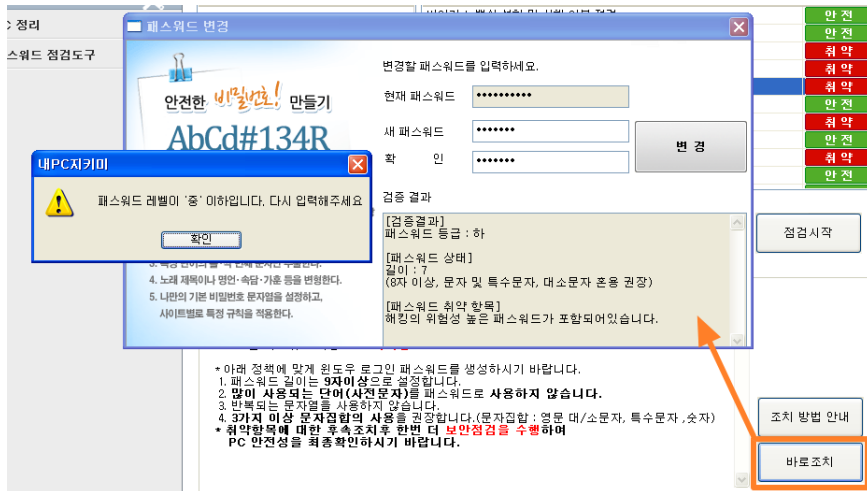 정리
스워드 점검도구
안 전
안 전
취 약
취 약
취 약
안 전
취 약
안 전
취 약
안 전
패스워드 변경
안전한 비밀번호! 만들기
AbCd#134R
4. 노래 제목이나 명언·속담·가훈 등을 변형한다.
5. 나만의 기본 비밀번호 문자열을 설정하고,
사이트별로 특정 규칙을 적용한다.
변경할 패스워드를 입력하세요.
현재 패스워드 ••••••••••
새 패스워드 •••••••
확 인 •••••••
변 경
검증 결과
[검증결과]
패스워드 등급 : 하
[패스워드 상태]
길이 : 7
(8자 이상, 문자 및 특수문자, 대소문자 혼용 권장)
[패스워드 취약 항목]
해킹의 위험성 높은 패스워드가 포함되어있습니다.
내PC지키미
패스워드 레벨이 '중' 이하입니다. 다시 입력해주세요
확인
점검시작
* 아래 정책에 맞게 윈도우 로그인 패스워드를 생성하시기 바랍니다.
1. 패스워드 길이는 9자이상으로 설정합니다.
2. 많이 사용되는 단어(사전문자)를 패스워드로 사용하지 않습니다.
3. 반복되는 문자열을 사용하지 않습니다.
4. 3가지 이상 문자집합의 사용을 권장합니다.(문자집합 : 영문 대/소문자, 특수문자 ,숫자)
* 취약항목에 대한 후속조치후 한번 더 보안점검을 수행하여
PC 안전성을 최종확인하시기 바랍니다.
조치 방법 안내
바로조치